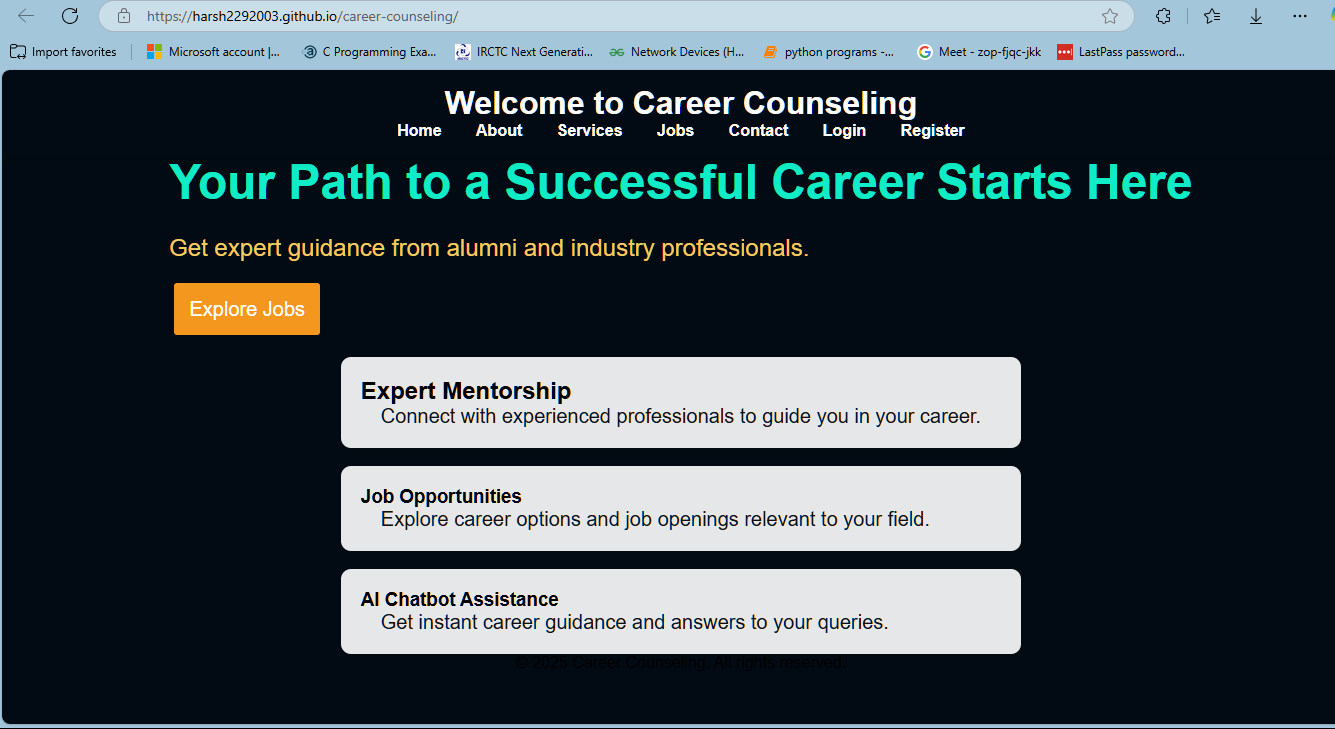 https://harsh2292003.github.io/career-counseling/
Import favorites Microsoft account |... C Programming Exa... IRCTC Next Generati... Network Devices (H... python programs -... Meet - zop-fjqc-jkk LastPass password...
Welcome to Career Counseling
Home About Services Jobs Contact Login Register
Your Path to a Successful Career Starts Here
Get expert guidance from alumni and industry professionals.
Explore Jobs
Expert Mentorship
Connect with experienced professionals to guide you in your career.
Job Opportunities
Explore career options and job openings relevant to your field.
AI Chatbot Assistance
Get instant career guidance and answers to your queries.
© 2025 Career Counseling. All rights reserved.